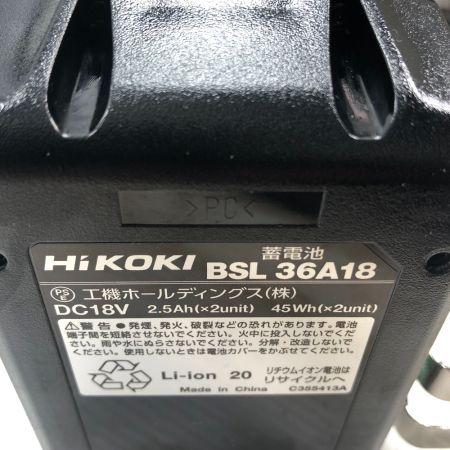 >PC<
蓄電池
HiKOKI BSL 36A18
PSE 工機ホールディングス(株)
DC18V 2.5Ah(×2unit) 45Wh(×2unit)
⚠警告 ●発煙、発火、破裂などの恐れがあります。電池
端子間を短絡させないでください。火中に投入しないでくだ
さい。雨や水にぬらさないでください。分解・改造しないで
ください。使用しないときは電池カバーをかぶせてください。
Li-ion 20 リチウムイオン電池は
リサイクルへ
Made in China C355413A